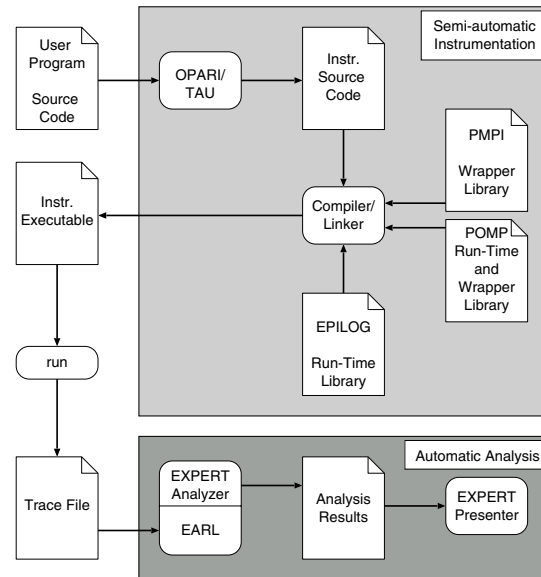 User
Program
Source
Code
OPARI/
TAU
Instr.
Source
Code
Semi-automatic
Instrumentation
PMPI
Wrapper
Library
Instr.
Executable
Compiler/
Linker
POMP
Run-Time
and
Wrapper
Library
EPILOG
Run-Time
Library
run
Automatic Analysis
Trace File
EXPERT
Analyzer
EARL
Analysis
Results
EXPERT
Presenter